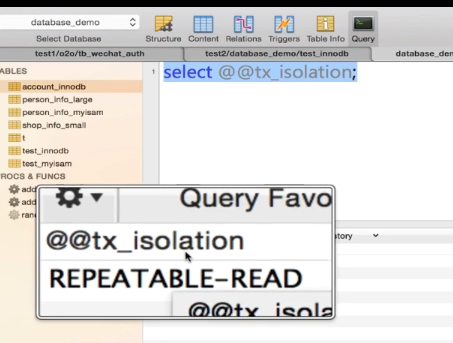 database_demo
Select Database
Structure Content Relations Triggers Table Info Query
test1/o2o/tb_wechat_auth
test2/database_demo/test_innodb
database_den
ABLES
account_innodb
person_info_large
person_info_myisam
shop_info_small
t
test_innodb
test_myisam
ROCS & FUNCS
add
add
rand
1 select @@tx_isolation;
Query Favo
tory
@@tx_isolation
REPEATABLE-READ
@@tx_isola